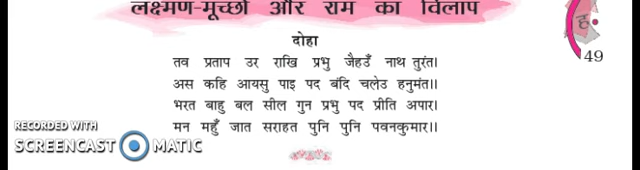 लक्ष्मण-मूर्च्छा और राम का विलाप
दोहा
तव प्रताप उर राखि प्रभु जैहउँ नाथ तुरंत।
अस कहि आयसु पाइ पद बंदि चलेउ हनुमंत॥
भरत बाहु बल सील गुन प्रभु पद प्रीति अपार।
मन महुँ जात सराहत पुनि पुनि पवनकुमार॥
49
RECORDED WITH
SCREENCAST MATIC